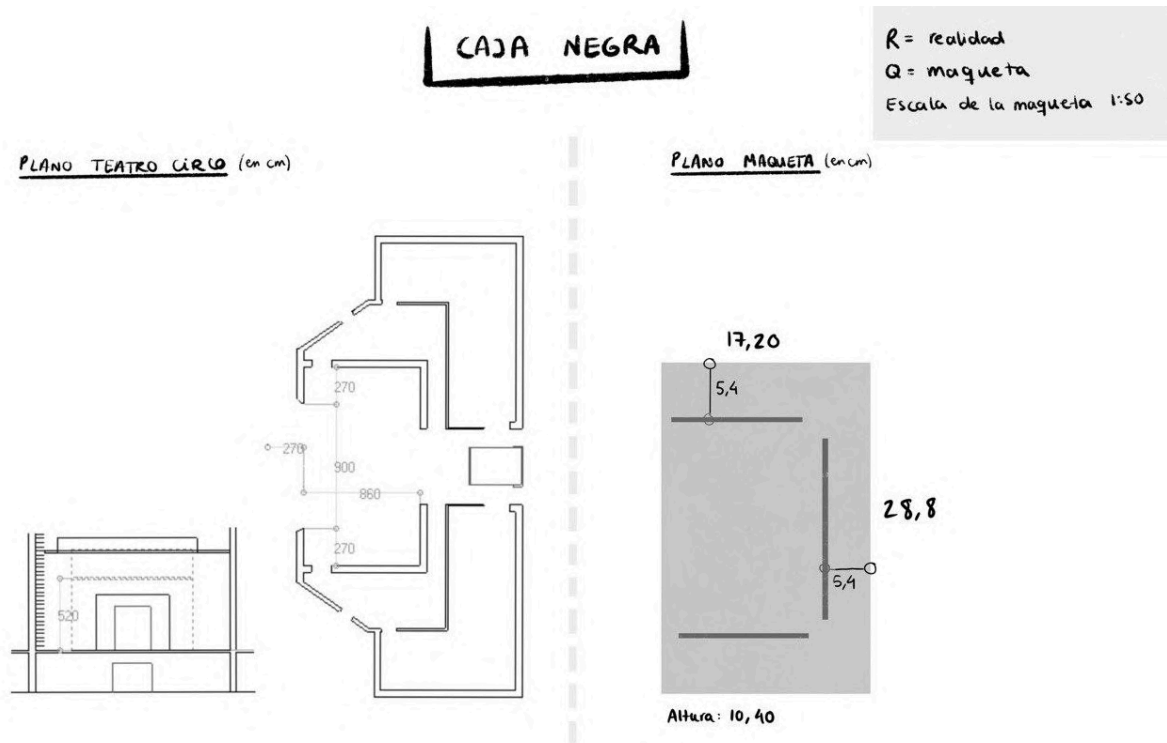 CAJA NEGRA
R = realidad
Q = maqueta
Escala de la maqueta 1:50
PLANO TEATRO CIRCO (en cm)
270
270
900
860
270
520
PLANO MAQUETA (en cm)
17,20
5,4
28,8
5,4
Altura: 10,40